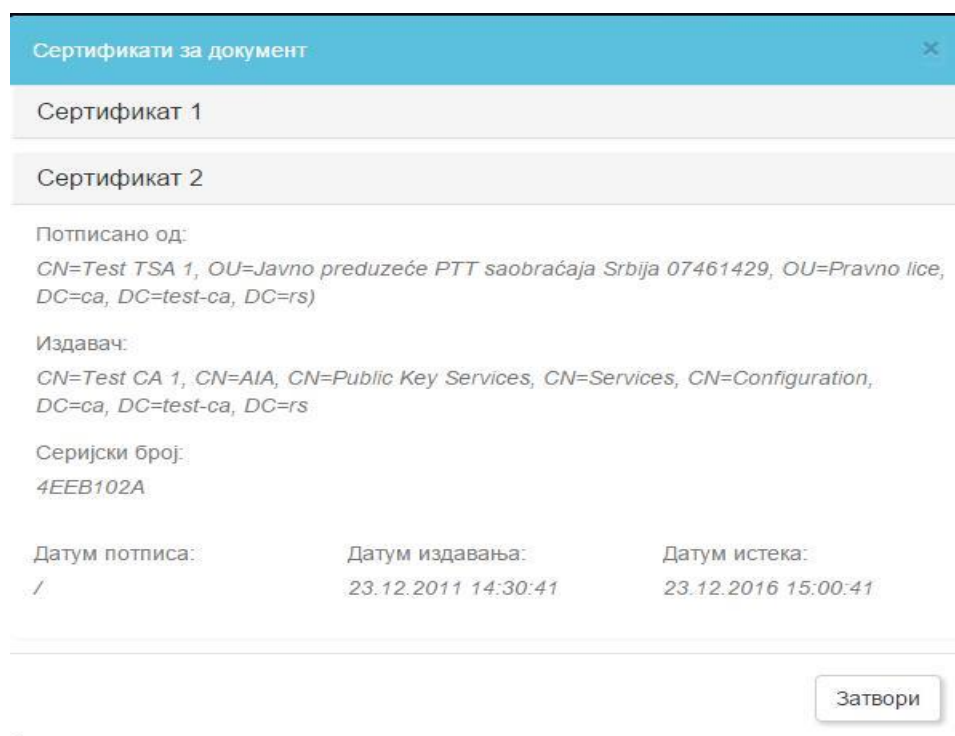 Сертификати за документ ×
Сертификат 1
Сертификат 2
Потписано од:
CN=Test TSA 1, OU=Javno preduzeće PTT saobraćaja Srbija 07461429, OU=Pravno lice,
DC=ca, DC=test-ca, DC=rs)
Издавач:
CN=Test CA 1, CN=AIA, CN=Public Key Services, CN=Services, CN=Configuration,
DC=ca, DC=test-ca, DC=rs
Серијски број:
4EEB102A
Датум потписа: Датум издавања: Датум истека:
/ 23.12.2011 14:30:41 23.12.2016 15:00:41
Затвори